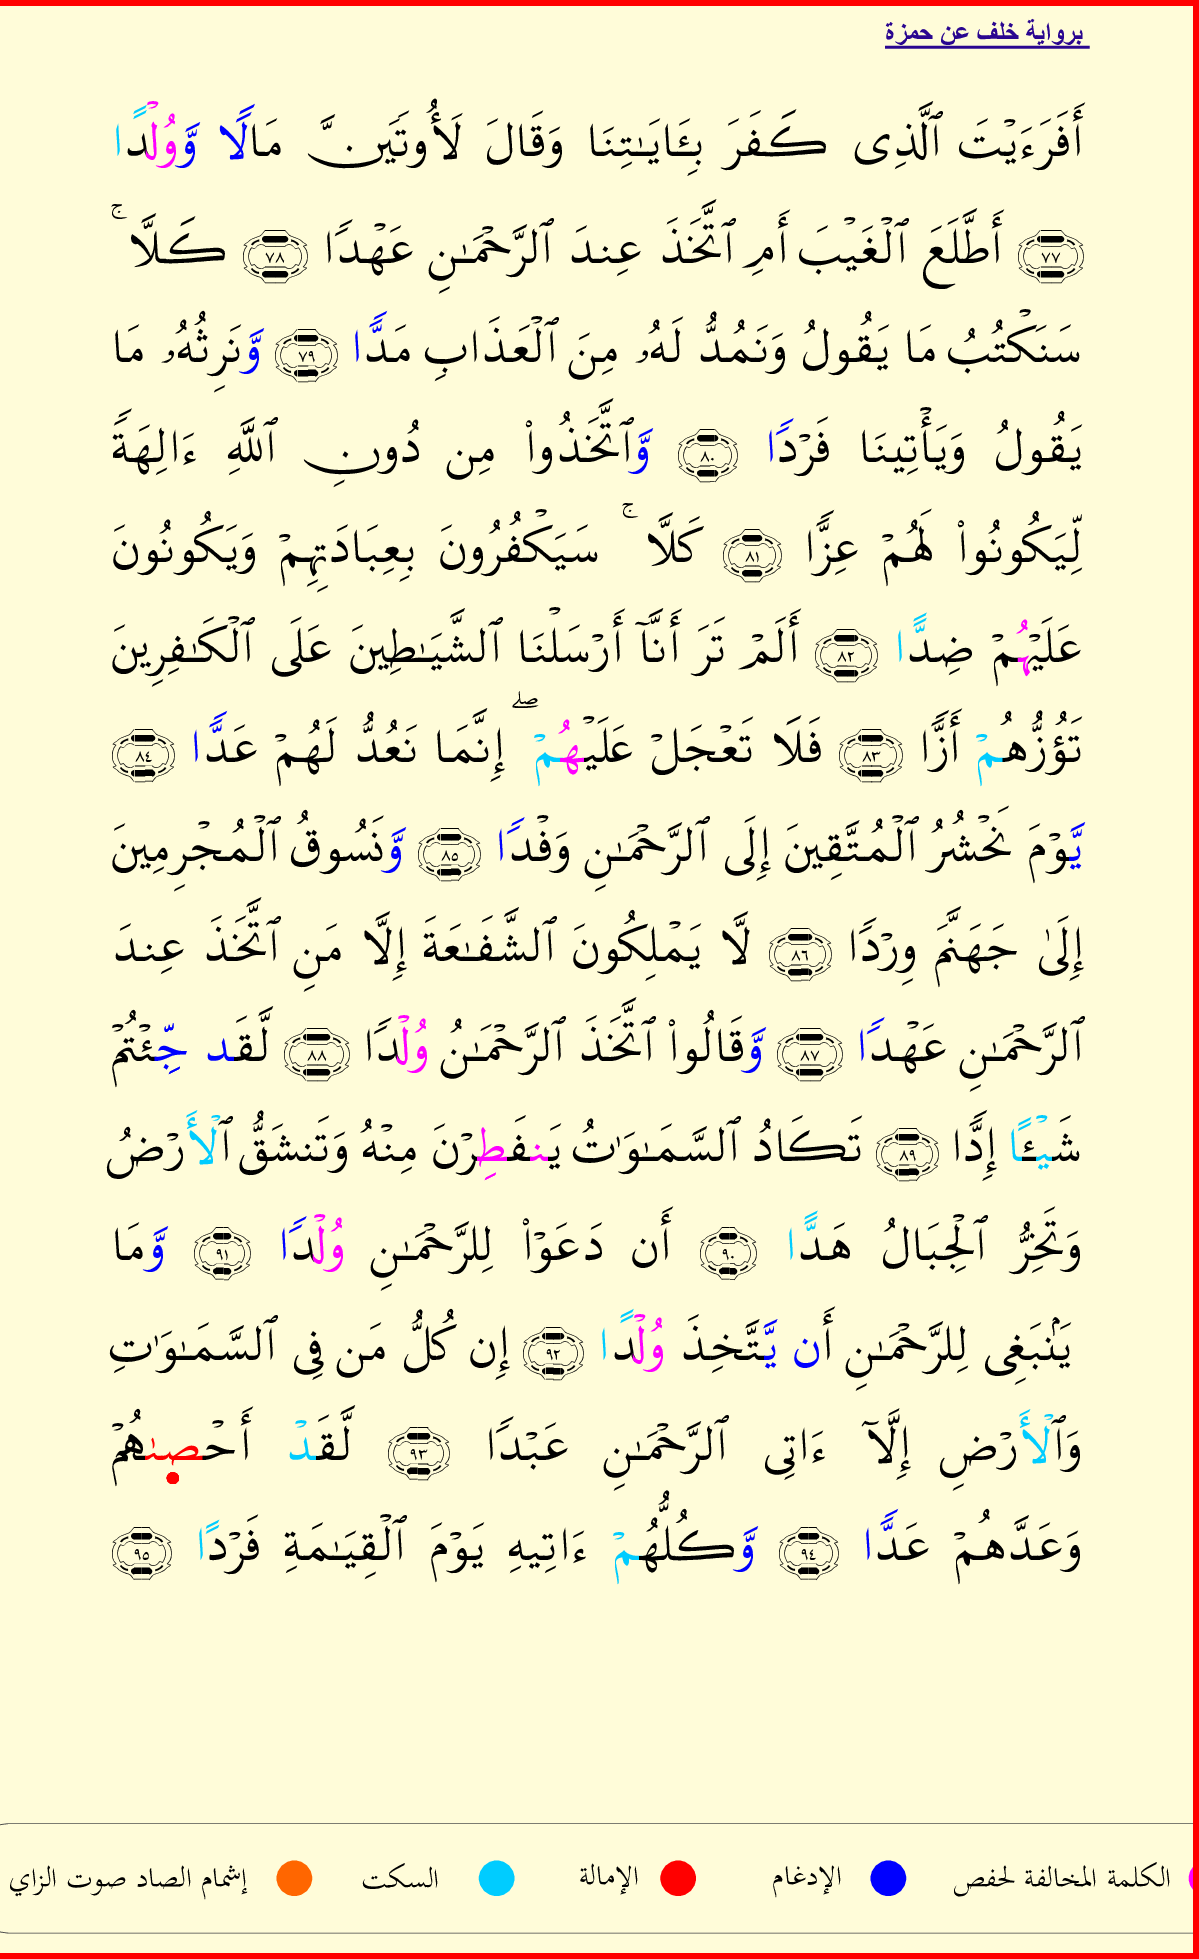 برواية خلف عن حمزة
أَفَرَءَيْتَ ٱلَّذِى كَفَرَ بِـَٔايَـٰتِنَا وَقَالَ لَأُوتَيَنَّ مَالًا وَّوُلْدًا
٧٧ أَطَّلَعَ ٱلْغَيْبَ أَمِ ٱتَّخَذَ عِندَ ٱلرَّحْمَـٰنِ عَهْدًا ٧٨ كَلَّا ۚ
سَنَكْتُبُ مَا يَقُولُ وَنَمُدُّ لَهُۥ مِنَ ٱلْعَذَابِ مَدًّا ٧٩ وَّنَرِثُهُۥ مَا
يَقُولُ وَيَأْتِينَا فَرْدًا ٨٠ وَّٱتَّخَذُوا۟ مِن دُونِ ٱللَّهِ ءَالِهَةً
لِّيَكُونُوا۟ لَهُمْ عِزًّا ٨١ كَلَّا ۚ سَيَكْفُرُونَ بِعِبَادَتِهِمْ وَيَكُونُونَ
عَلَيْهُمْ ضِدًّا ٨٢ أَلَمْ تَرَ أَنَّآ أَرْسَلْنَا ٱلشَّيَـٰطِينَ عَلَى ٱلْكَـٰفِرِينَ
تَؤُزُّهُمْ أَزًّا ٨٣ فَلَا تَعْجَلْ عَلَيْهُمْ ۖ إِنَّمَا نَعُدُّ لَهُمْ عَدًّا ٨٤
يَّوْمَ نَحْشُرُ ٱلْمُتَّقِينَ إِلَى ٱلرَّحْمَـٰنِ وَفْدًا ٨٥ وَّنَسُوقُ ٱلْمُجْرِمِينَ
إِلَىٰ جَهَنَّمَ وِرْدًا ٨٦ لَّا يَمْلِكُونَ ٱلشَّفَـٰعَةَ إِلَّا مَنِ ٱتَّخَذَ عِندَ
ٱلرَّحْمَـٰنِ عَهْدًا ٨٧ وَّقَالُوا۟ ٱتَّخَذَ ٱلرَّحْمَـٰنُ وُلْدًا ٨٨ لَّقَد جِّئْتُمْ
شَيْـًٔا إِدًّا ٨٩ تَكَادُ ٱلسَّمَـٰوَٰتُ يَنفَطِرْنَ مِنْهُ وَتَنشَقُّ ٱلْأَرْضُ
وَتَخِرُّ ٱلْجِبَالُ هَدًّا ٩٠ أَن دَعَوْا۟ لِلرَّحْمَـٰنِ وُلْدًا ٩١ وَّمَا
يَنۢبَغِى لِلرَّحْمَـٰنِ أَن يَّتَّخِذَ وُلْدًا ٩٢ إِن كُلُّ مَن فِى ٱلسَّمَـٰوَٰتِ
وَٱلْأَرْضِ إِلَّآ ءَاتِى ٱلرَّحْمَـٰنِ عَبْدًا ٩٣ لَّقَدْ أَحْصَىٰهُمْ
وَعَدَّهُمْ عَدًّا ٩٤ وَّكُلُّهُمْ ءَاتِيهِ يَوْمَ ٱلْقِيَـٰمَةِ فَرْدًا ٩٥
الكلمة المخالفة لحفص الإدغام الإمالة السكت إشمام الصاد صوت الزاي